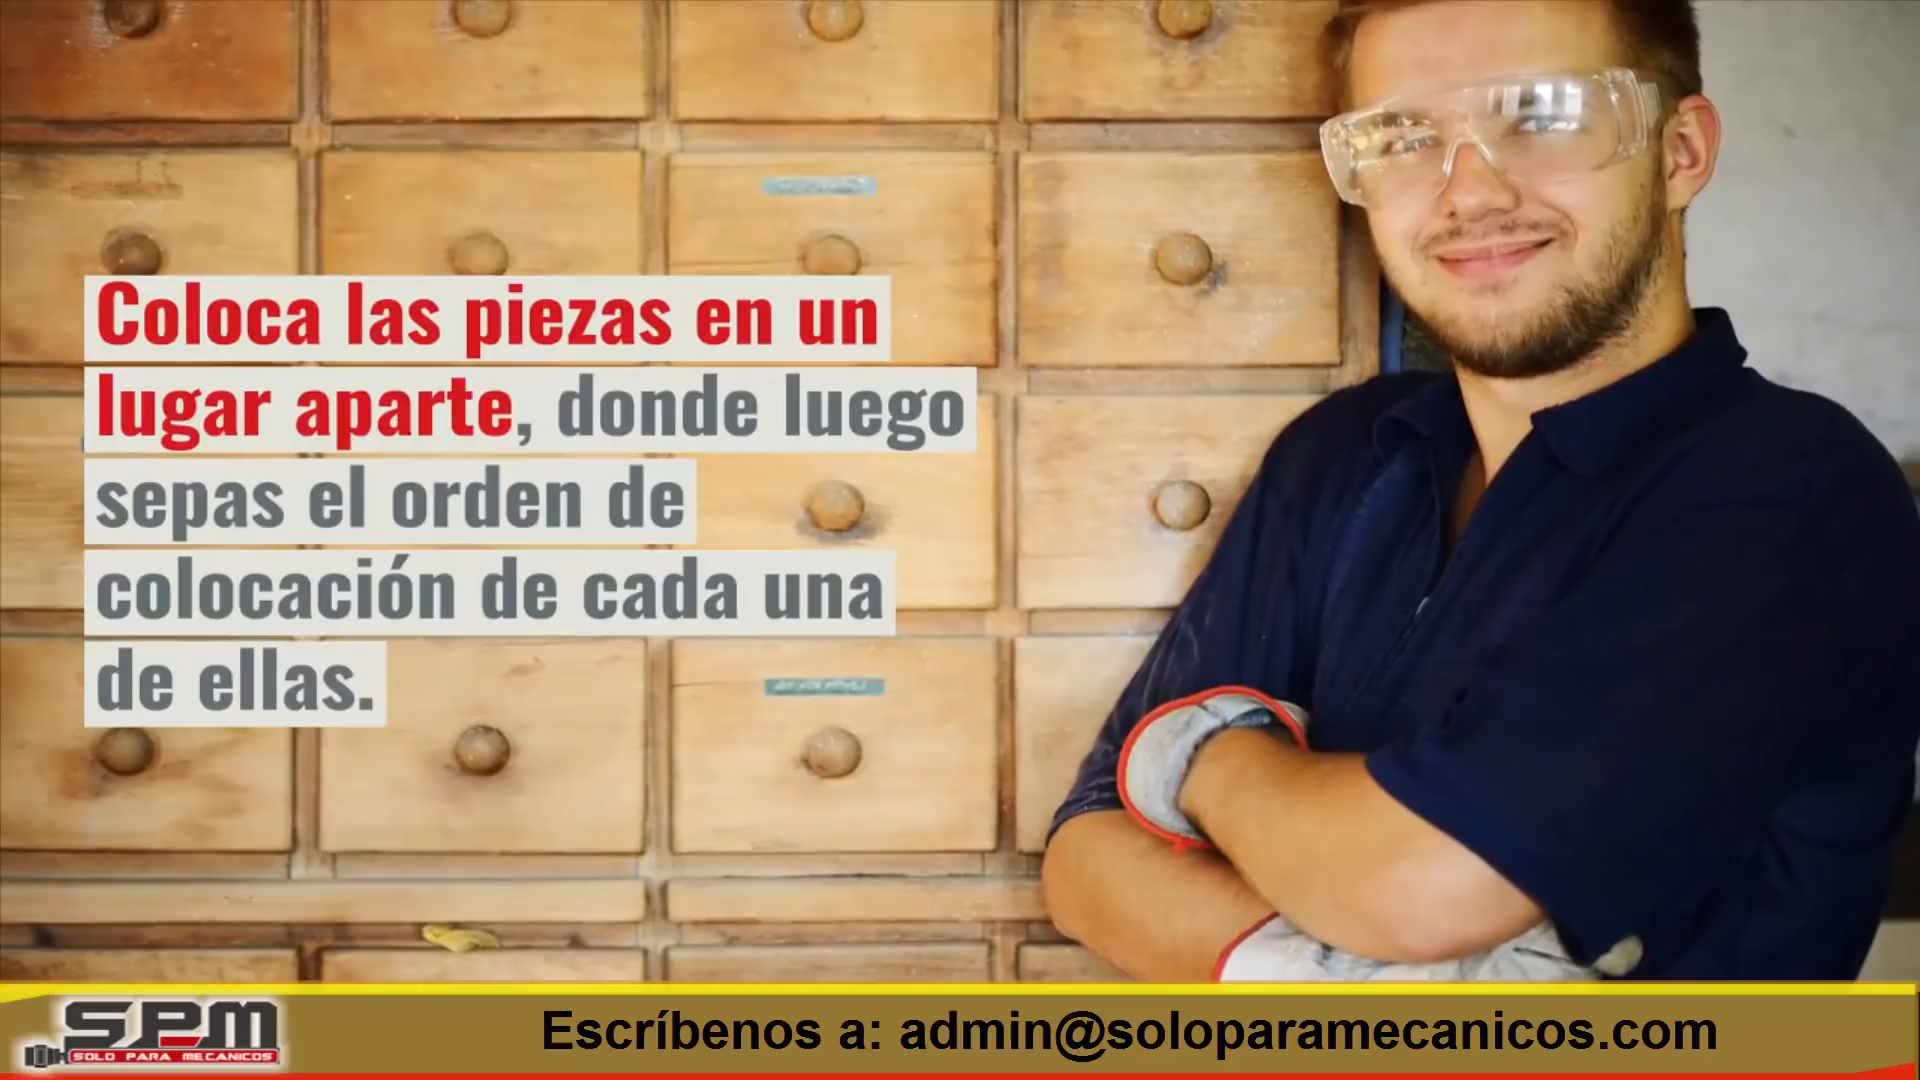 Coloca las piezas en un
lugar aparte, donde luego
sepas el orden de
colocación de cada una
de ellas.
SPM
SOLO PARA MECANICOS
Escríbenos a: admin@soloparamecanicos.com